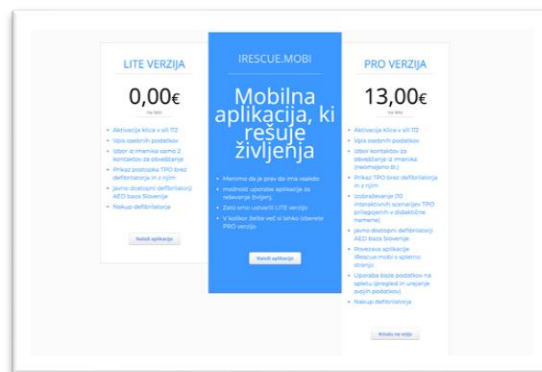 LITE VERZIJA
0,00€
na leto
Aktivacija klica v sili 112
Vpis osebnih podatkov
Izbor iz imenika samo 2
kontaktov za obveščanje
Prikaz postopka TPO brez
defibrilatorja in z njim
Javno dostopni defibrilatorji
AED baza Slovenije
Nakup defibrilatorja
Naloži aplikacijo
IRESCUE.MOBI
Mobilna
aplikacija, ki
rešuje
življenja
Menimo da je prav da ima vsakdo
možnost uporabe aplikacije za
reševanje življenj.
Zato smo ustvarili LITE verzijo
V kolikor želite več si lahko izberete
PRO verzijo
Naloži aplikacijo
PRO VERZIJA
13,00€
na leto
Aktivacija klica v sili 112
Vpis osebnih podatkov
Izbor kontaktov za
obveščanje iz imenika
(neomejeno št.)
Prikaz TPO brez defibrilatorja
in z njim
Izobraževanje (10
interaktivnih scenarijev TPO
prilagojenih v didaktične
namene)
Javno dostopni defibrilatorji
AED baza Slovenije
Povezava aplikacije
iRescue.mobi s spletno
stranjo
Uporaba baze podatkov na
spletu (pregled in urejanje
svojih podatkov)
Nakup defibrilatorja